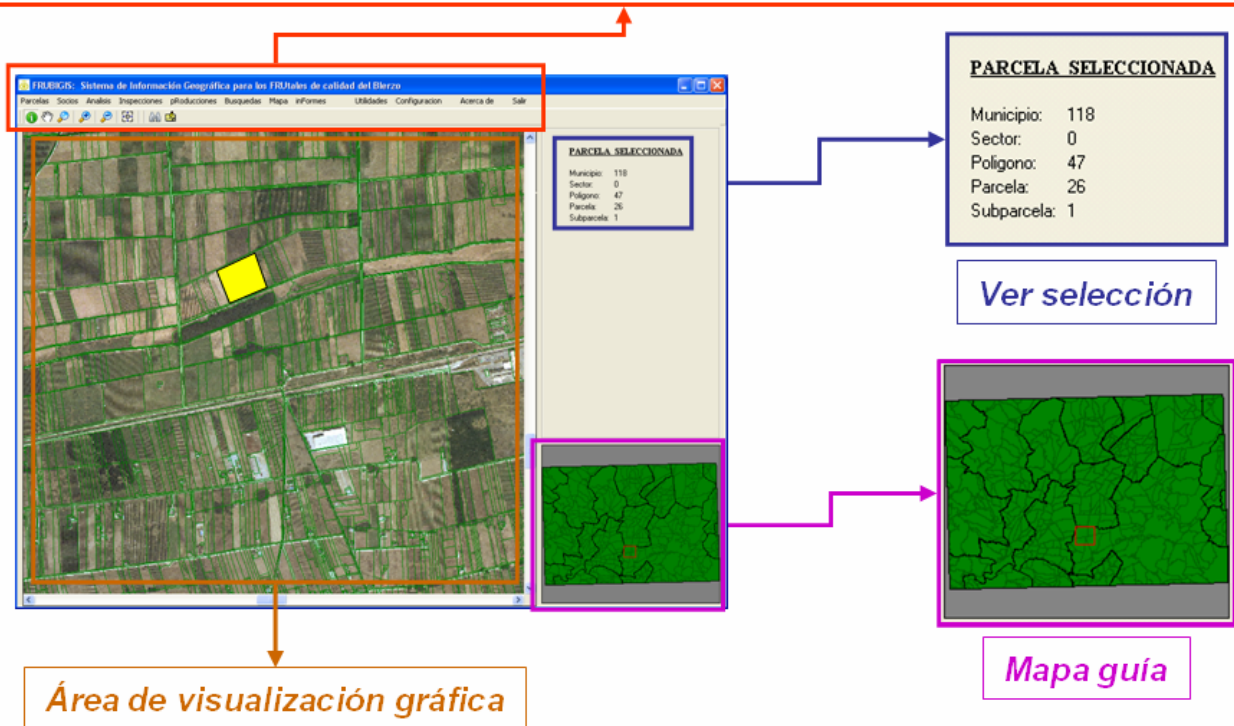 FRUBIGIS: Sistema de Información Geográfica para los FRUtales de calidad del Bierzo
Parcelas Socios Analisis Inspecciones pRoducciones Busquedas Mapa inFormes Utilidades Configuracion Acerca de Salir
PARCELA SELECCIONADA
Municipio: 118
Sector: 0
Poligono: 47
Parcela: 26
Subparcela: 1
PARCELA SELECCIONADA
Municipio: 118
Sector: 0
Poligono: 47
Parcela: 26
Subparcela: 1
Ver selección
Mapa guía
Área de visualización gráfica